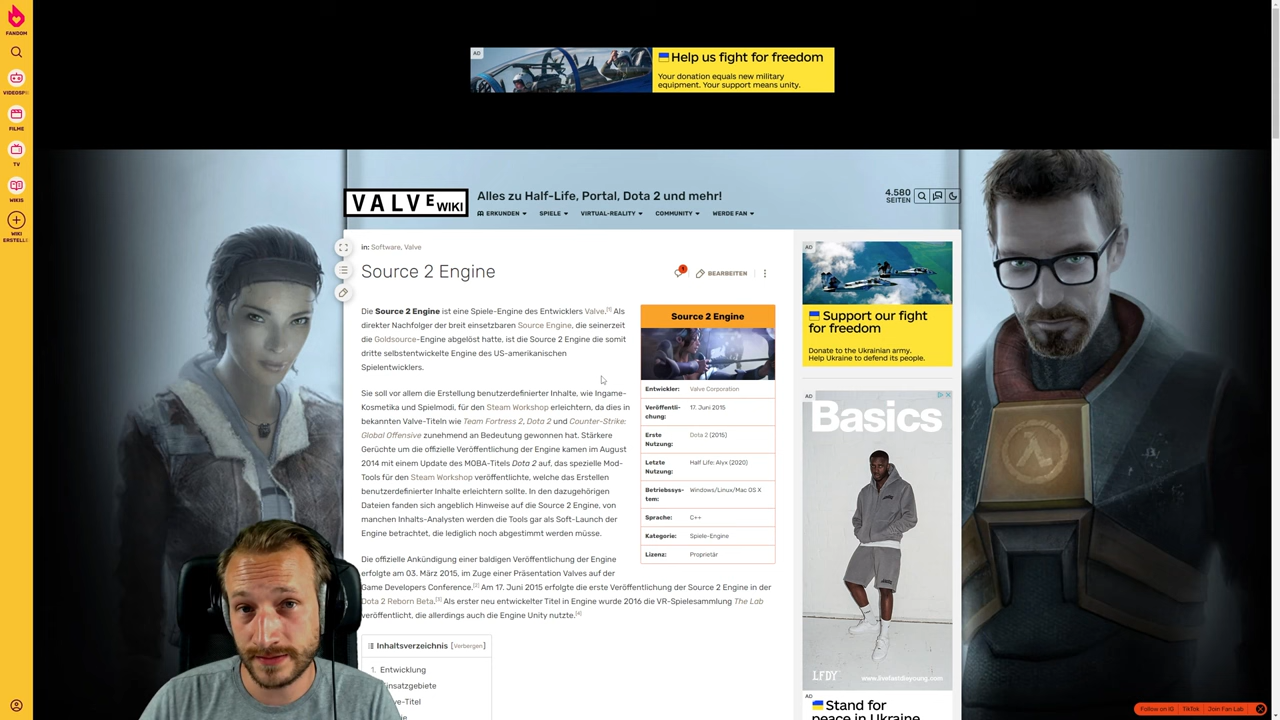 FANDOM
VIDEOSPI
FILME
TV
WIKIS
WIKI
ERSTELLE
AD
Help us fight for freedom
Your donation equals new military
equipment. Your support means unity.
VALVE WIKI
Alles zu Half-Life, Portal, Dota 2 und mehr!
4.580
SEITEN
ERKUNDEN
SPIELE
VIRTUAL-REALITY
COMMUNITY
WERDE FAN
in: Software, Valve
Source 2 Engine
BEARBEITEN
Die Source 2 Engine ist eine Spiele-Engine des Entwicklers Valve.[1] Als
direkter Nachfolger der breit einsetzbaren Source Engine, die seinerzeit
die Goldsource-Engine abgelöst hatte, ist die Source 2 Engine die somit
dritte selbstentwickelte Engine des US-amerikanischen
Spielentwicklers.
Sie soll vor allem die Erstellung benutzerdefinierter Inhalte, wie Ingame-
Kosmetika und Spielmodi, für den Steam Workshop erleichtern, da dies in
bekannten Valve-Titeln wie Team Fortress 2, Dota 2 und Counter-Strike:
Global Offensive zunehmend an Bedeutung gewonnen hat. Stärkere
Gerüchte um die offizielle Veröffentlichung der Engine kamen im August
2014 mit einem Update des MOBA-Titels Dota 2 auf, das spezielle Mod-
Tools für den Steam Workshop veröffentlichte, welche das Erstellen
benutzerdefinierter Inhalte erleichtern sollte. In den dazugehörigen
Dateien fanden sich angeblich Hinweise auf die Source 2 Engine, von
manchen Inhalts-Analysten werden die Tools gar als Soft-Launch der
Engine betrachtet, die lediglich noch abgestimmt werden müsse.
Die offizielle Ankündigung einer baldigen Veröffentlichung der Engine
erfolgte am 03. März 2015, im Zuge einer Präsentation Valves auf der
Game Developers Conference.[2] Am 17. Juni 2015 erfolgte die erste Veröffentlichung der Source 2 Engine in der
Dota 2 Reborn Beta.[3] Als erster neu entwickelter Titel in Engine wurde 2016 die VR-Spielesammlung The Lab
veröffentlicht, die allerdings auch die Engine Unity nutzte.[4]
Source 2 Engine
Entwickler: Valve Corporation
Veröffentli-
chung: 17. Juni 2015
Erste
Nutzung: Dota 2 (2015)
Letzte
Nutzung: Half Life: Alyx (2020)
Betriebssys-
tem: Windows/Linux/Mac OS X
Sprache: C++
Kategorie: Spiele-Engine
Lizenz: Proprietär
Inhaltsverzeichnis [Verbergen]
1. Entwicklung
insatzgebiete
ve-Titel
AD
Support our fight
for freedom
Donate to the Ukrainian army.
Help Ukraine to defend its people.
AD
Basics
LFDY
www.livefastdieyoung.com
AD
Stand for
peace in Ukraine
Follow on IG
TikTok
Join Fan Lab